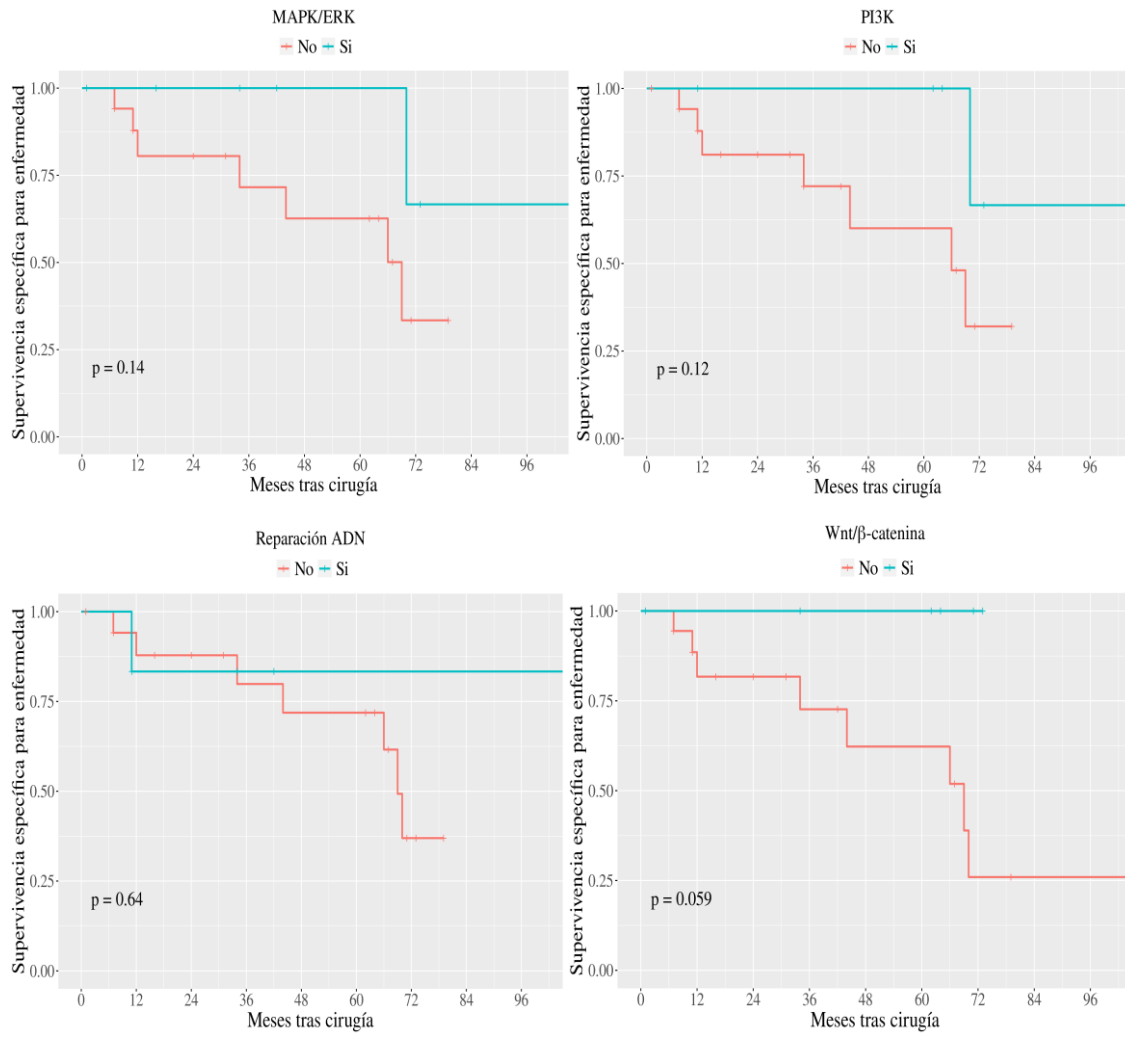 MAPK/ERK
No Si
Supervivencia específica para enfermedad
1.00
0.75
0.50
0.25
0.00
p = 0.14
0 12 24 36 48 60 72 84 96
Meses tras cirugía
PI3K
No Si
Supervivencia específica para enfermedad
1.00
0.75
0.50
0.25
0.00
p = 0.12
0 12 24 36 48 60 72 84 96
Meses tras cirugía
Reparación ADN
No Si
Supervivencia específica para enfermedad
1.00
0.75
0.50
0.25
0.00
p = 0.64
0 12 24 36 48 60 72 84 96
Meses tras cirugía
Wnt/β-catenina
No Si
Supervivencia específica para enfermedad
1.00
0.75
0.50
0.25
0.00
p = 0.059
0 12 24 36 48 60 72 84 96
Meses tras cirugía